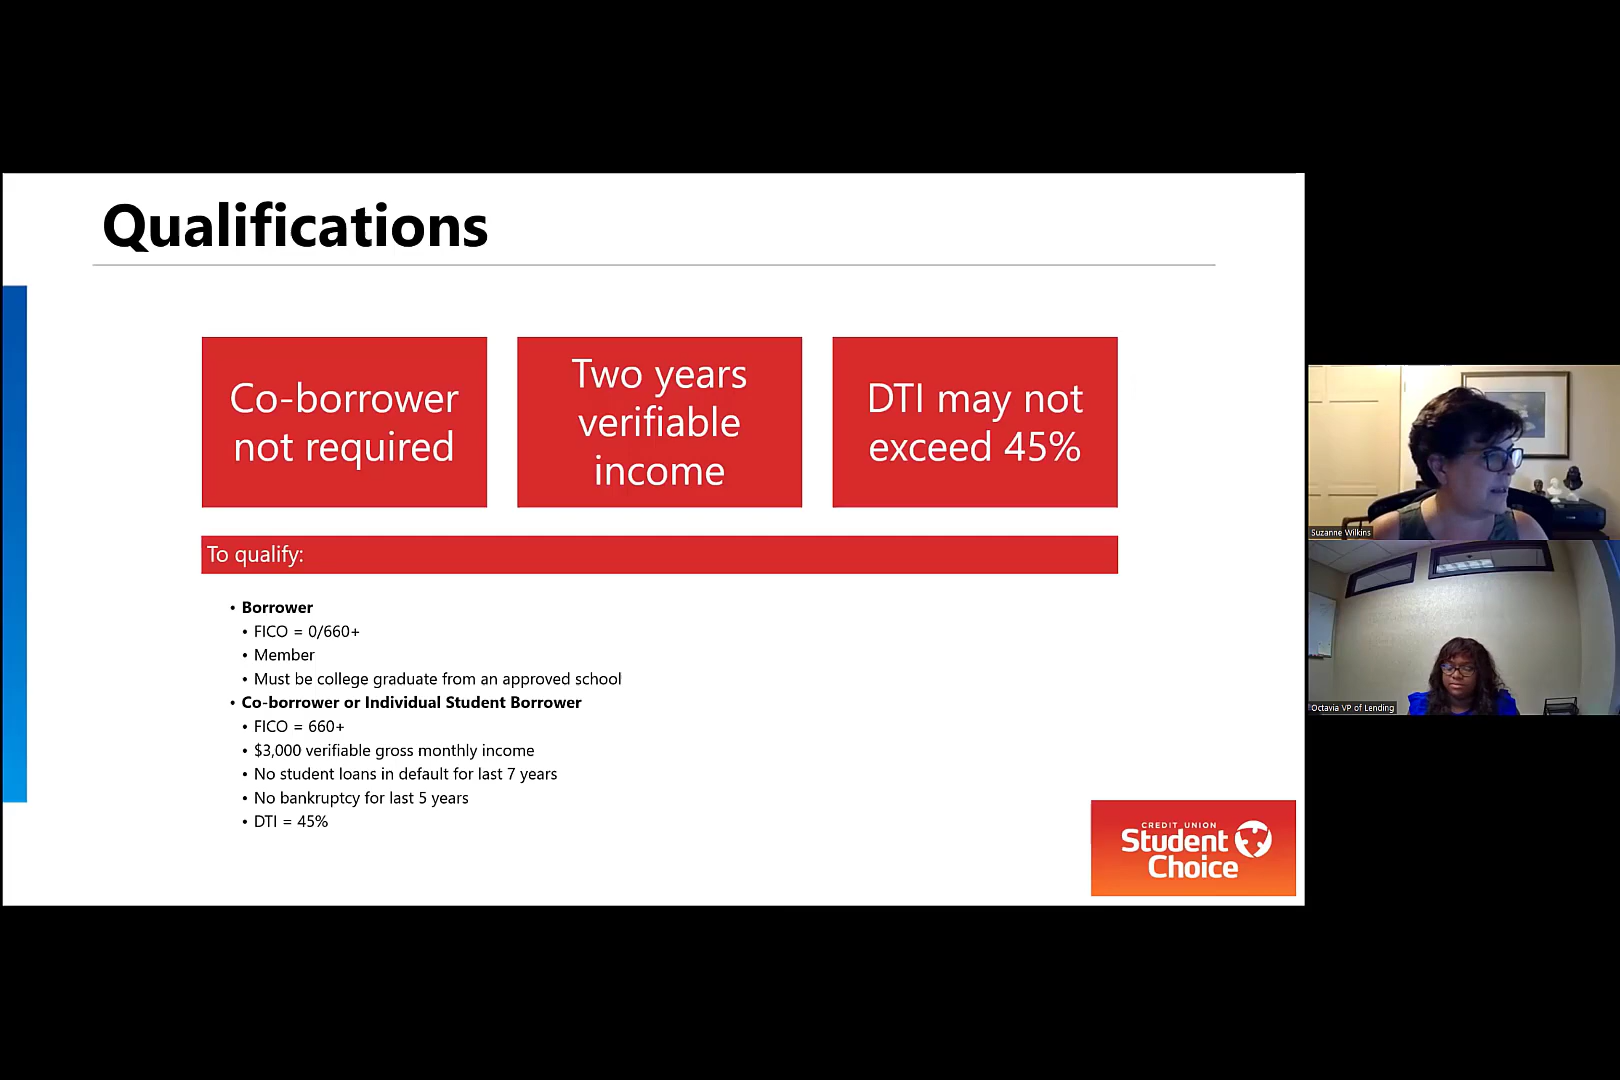 Qualifications
Co-borrower
not required
Two years
verifiable
income
DTI may not
exceed 45%
To qualify:
• Borrower
• FICO = 0/660+
• Member
• Must be college graduate from an approved school
• Co-borrower or Individual Student Borrower
• FICO = 660+
• $3,000 verifiable gross monthly income
• No student loans in default for last 7 years
• No bankruptcy for last 5 years
• DTI = 45%
CREDIT UNION
Student
Choice
Suzanne Wilkins
Octavia VP of Lending